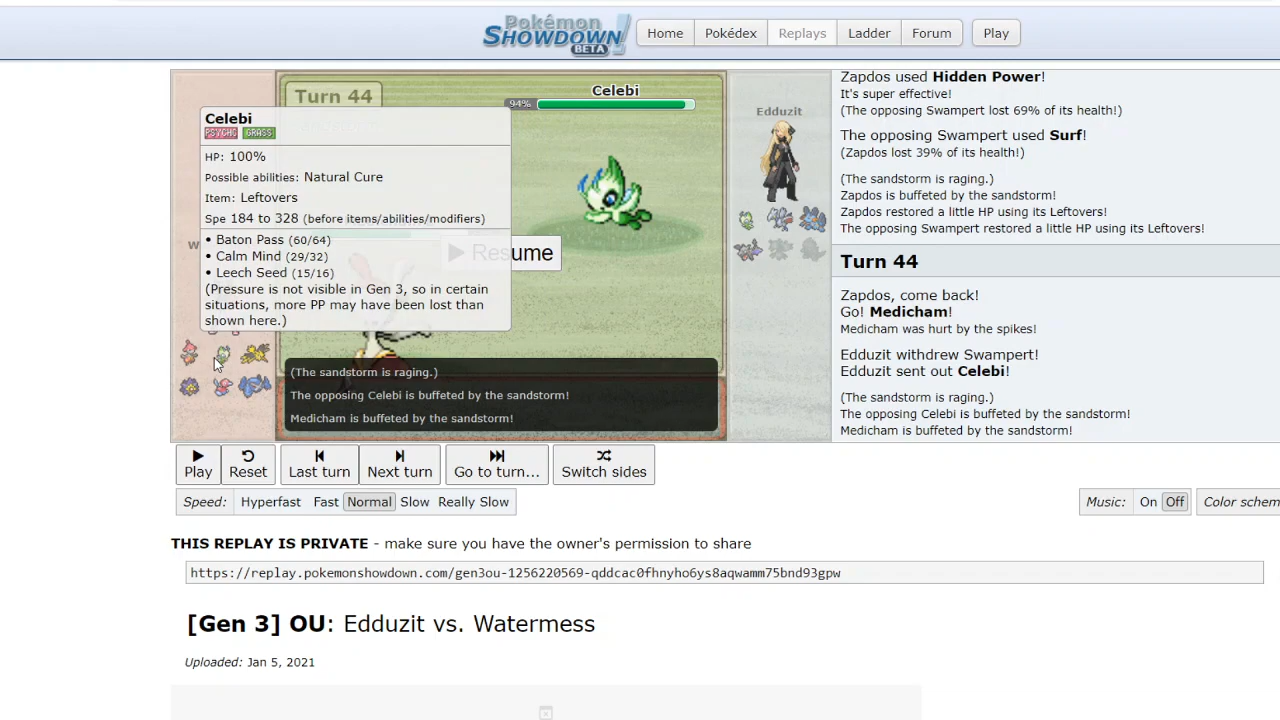 Pokémon
SHOWDOWN!
BETA
Home
Pokédex
Replays
Ladder
Forum
Play
Turn 44
94%
Celebi
Celebi
PSYCHC GRASS
HP: 100%
Possible abilities: Natural Cure
Item: Leftovers
Spe 184 to 328 (before items/abilities/modifiers)
• Baton Pass (60/64)
• Calm Mind (29/32)
• Leech Seed (15/16)
(Pressure is not visible in Gen 3, so in certain
situations, more PP may have been lost than
shown here.)
Resume
W
(The sandstorm is raging.)
The opposing Celebi is buffeted by the sandstorm!
Medicham is buffeted by the sandstorm!
Edduzit
Zapdos used Hidden Power!
It's super effective!
(The opposing Swampert lost 69% of its health!)
The opposing Swampert used Surf!
(Zapdos lost 39% of its health!)
(The sandstorm is raging.)
Zapdos is buffeted by the sandstorm!
Zapdos restored a little HP using its Leftovers!
The opposing Swampert restored a little HP using its Leftovers!
Turn 44
Zapdos, come back!
Go! Medicham!
Medicham was hurt by the spikes!
Edduzit withdrew Swampert!
Edduzit sent out Celebi!
(The sandstorm is raging.)
The opposing Celebi is buffeted by the sandstorm!
Medicham is buffeted by the sandstorm!
Play
Reset
Last turn
Next turn
Go to turn...
Switch sides
Speed: Hyperfast Fast Normal Slow Really Slow
Music: On Off
Color schem
THIS REPLAY IS PRIVATE - make sure you have the owner's permission to share
https://replay.pokemonshowdown.com/gen3ou-1256220569-qddcac0fhnyho6ys8aqwamm75bnd93gpw
[Gen 3] OU: Edduzit vs. Watermess
Uploaded: Jan 5, 2021